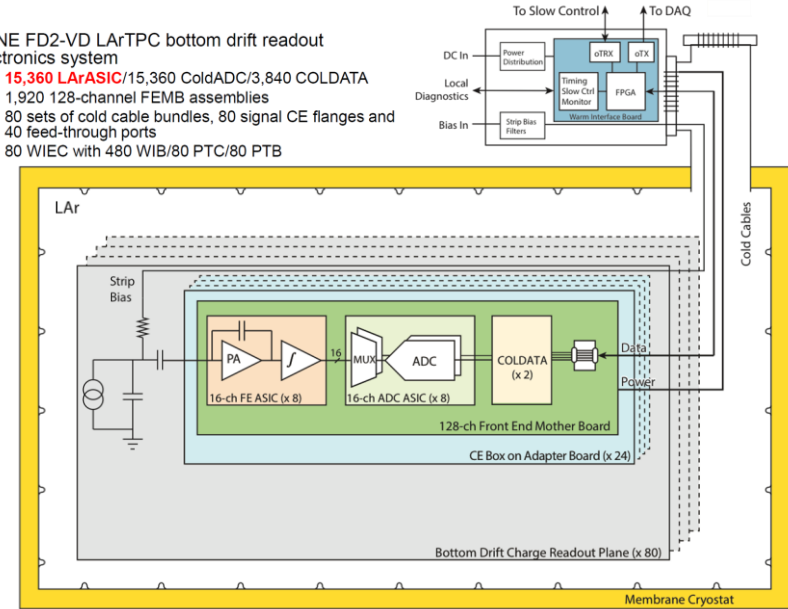 To Slow Control
To DAQ
NE FD2-VD LArTPC bottom drift readout
ctronics system
15,360 LArASIC/15,360 ColdADC/3,840 COLDATA
1,920 128-channel FEMB assemblies
80 sets of cold cable bundles, 80 signal CE flanges and
40 feed-through ports
80 WIEC with 480 WIB/80 PTC/80 PTB
DC In
Power
Distribution
oTRX
oTX
Local
Diagnostics
Timing
Slow Ctrl
Monitor
FPGA
Warm Interface Board
Bias In
Strip Bias
Filters
LAr
Cold Cables
Strip
Bias
PA
∫
16
MUX
ADC
COLDATA
(x 2)
Data
Power
16-ch FE ASIC (x 8)
16-ch ADC ASIC (x 8)
128-ch Front End Mother Board
CE Box on Adapter Board (x 24)
Bottom Drift Charge Readout Plane (x 80)
Membrane Cryostat